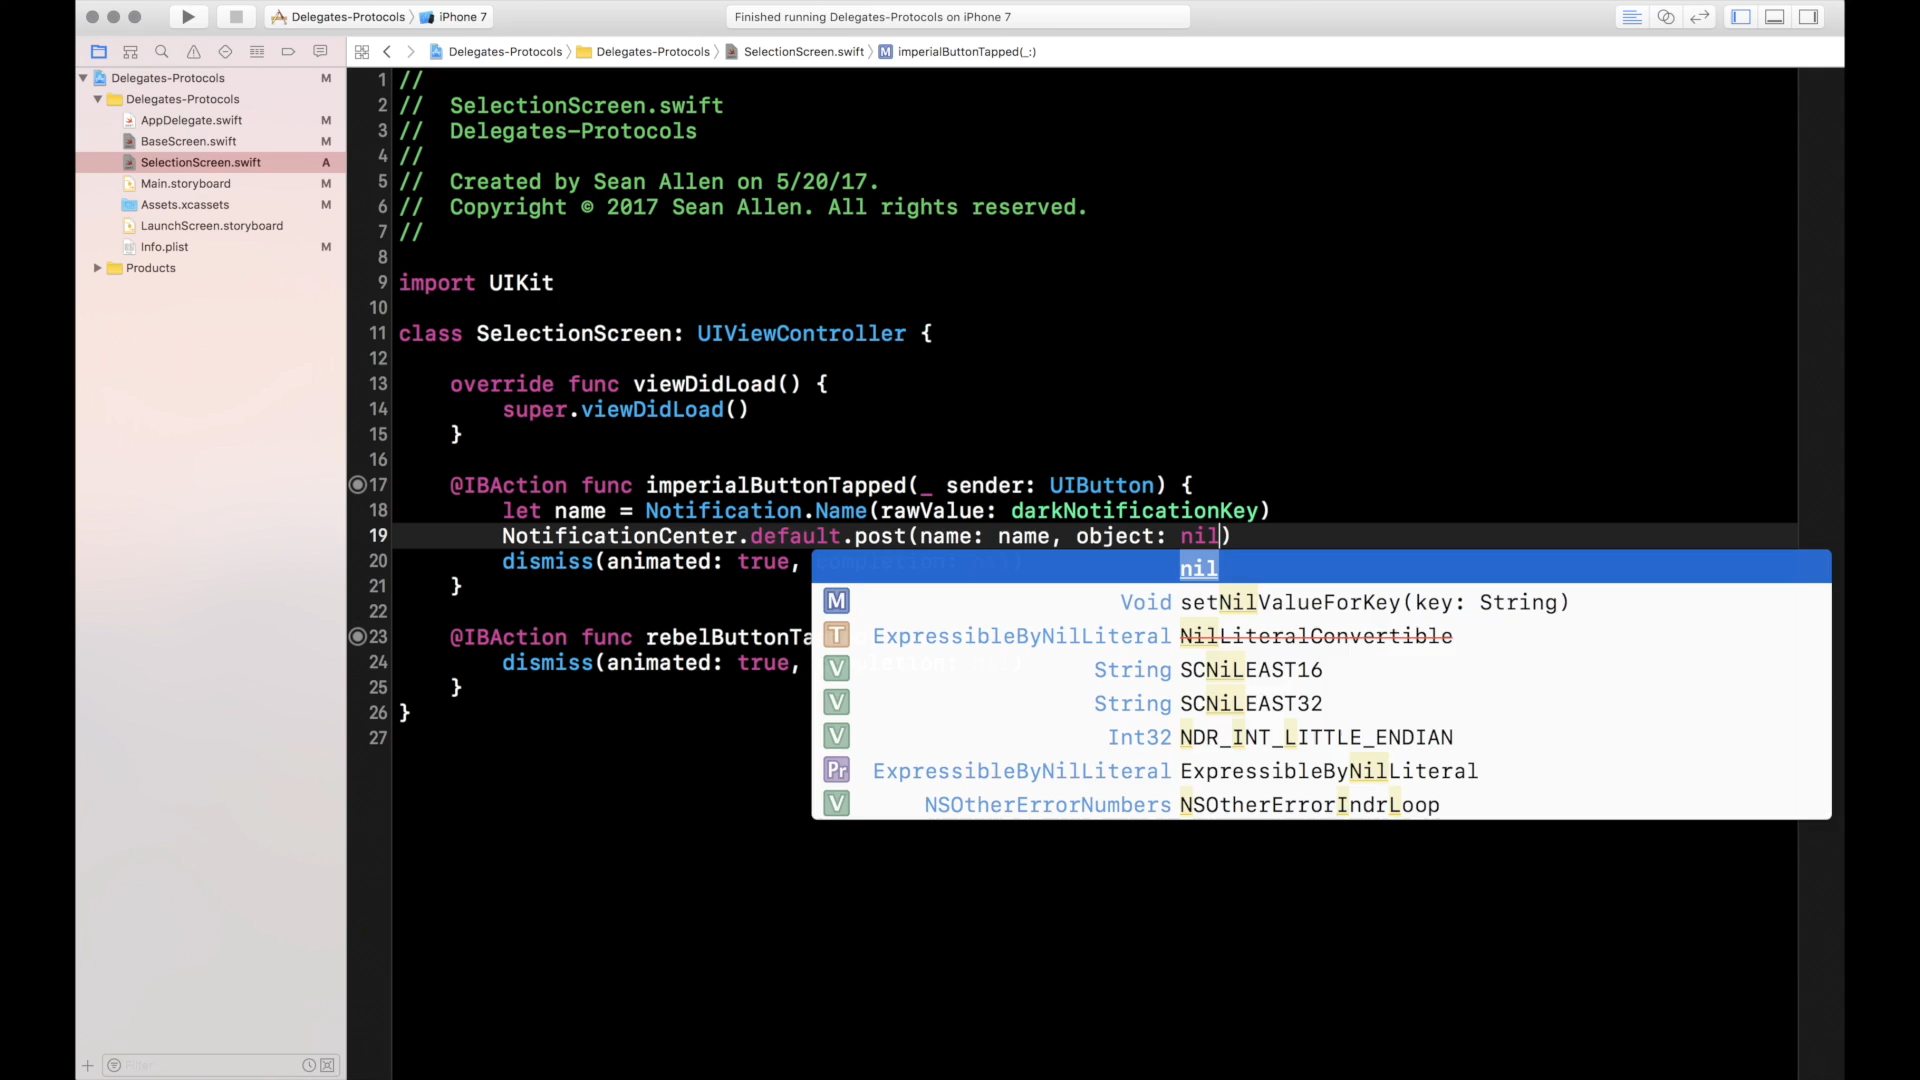 Delegates-Protocols iPhone 7
Finished running Delegates-Protocols on iPhone 7
Delegates-Protocols Delegates-Protocols SelectionScreen.swift M imperialButtonTapped(_:)
Delegates-Protocols M
Delegates-Protocols
AppDelegate.swift M
BaseScreen.swift M
SelectionScreen.swift A
Main.storyboard M
Assets.xcassets M
LaunchScreen.storyboard
Info.plist M
Products
Filter
1 //
2 // SelectionScreen.swift
3 // Delegates-Protocols
4 //
5 // Created by Sean Allen on 5/20/17.
6 // Copyright © 2017 Sean Allen. All rights reserved.
7 //
8
9 import UIKit
10
11 class SelectionScreen: UIViewController {
12
13 override func viewDidLoad() {
14 super.viewDidLoad()
15 }
16
17 @IBAction func imperialButtonTapped(_ sender: UIButton) {
18 let name = Notification.Name(rawValue: darkNotificationKey)
19 NotificationCenter.default.post(name: name, object: nil)
20 dismiss(animated: true,
21 }
22
23 @IBAction func rebelButtonTa
24 dismiss(animated: true,
25 }
26 }
27
nil
M Void setNilValueForKey(key: String)
T ExpressibleByNilLiteral NilLiteralConvertible
V String SCNiLEAST16
V String SCNiLEAST32
V Int32 NDR_INT_LITTLE_ENDIAN
Pr ExpressibleByNilLiteral ExpressibleByNilLiteral
V NSOtherErrorNumbers NSOtherErrorIndrLoop